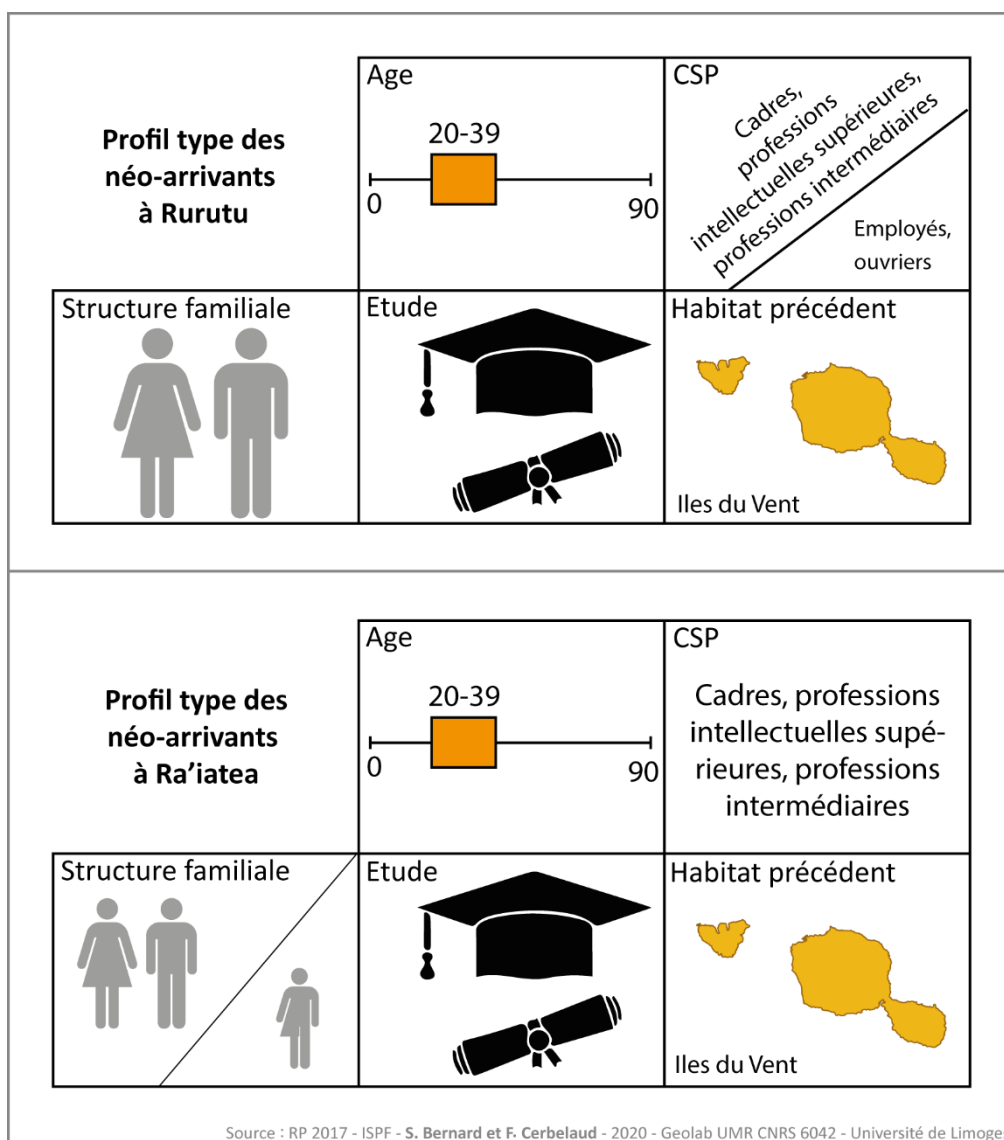 Profil type des
néo-arrivants
à Rurutu
Age
20-39
0
90
CSP
Cadres,
professions
intellectuelles supérieures,
professions intermédiaires
Employés,
ouvriers
Structure familiale
Etude
Habitat précédent
Iles du Vent
Profil type des
néo-arrivants
à Ra'iatea
Age
20-39
0
90
CSP
Cadres, professions
intellectuelles supé-
rieures, professions
intermédiaires
Structure familiale
Etude
Habitat précédent
Iles du Vent
Source : RP 2017 - ISPF - S. Bernard et F. Cerbelaud - 2020 - Geolab UMR CNRS 6042 - Université de Limoge